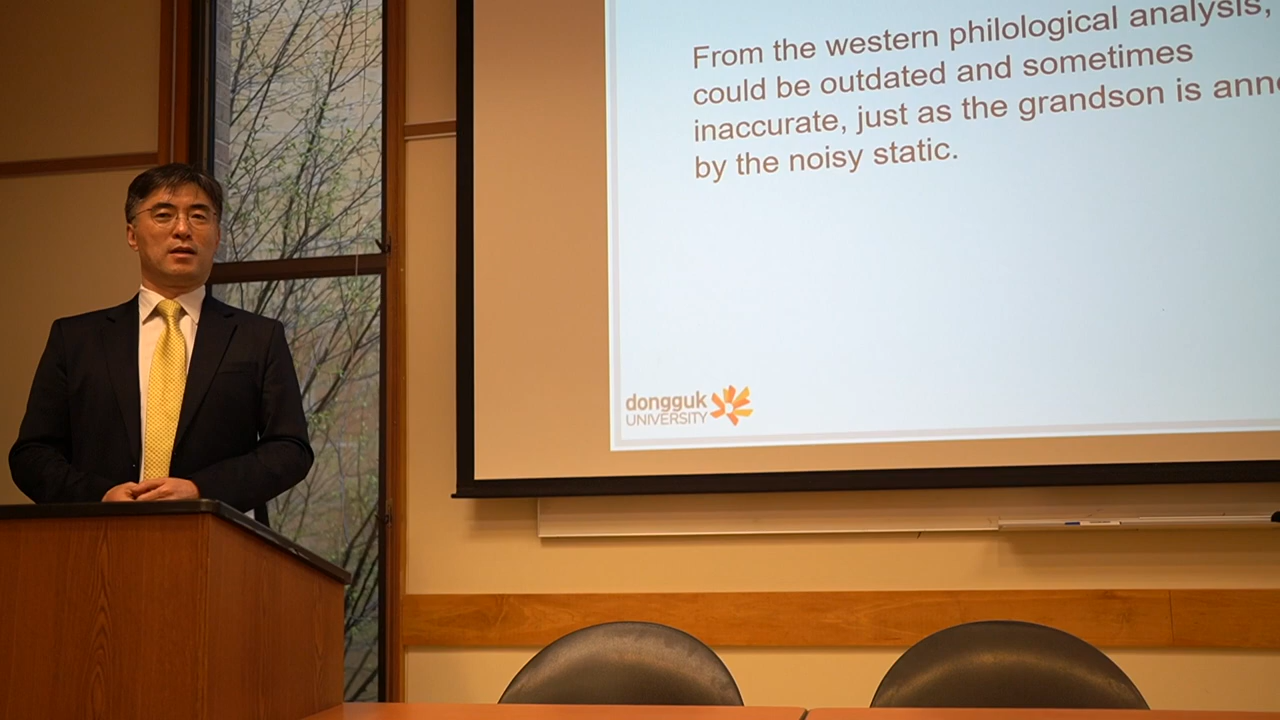 From the western philological analysis,
could be outdated and sometimes
inaccurate, just as the grandson is
by the noisy static.
dongguk
UNIVERSITY